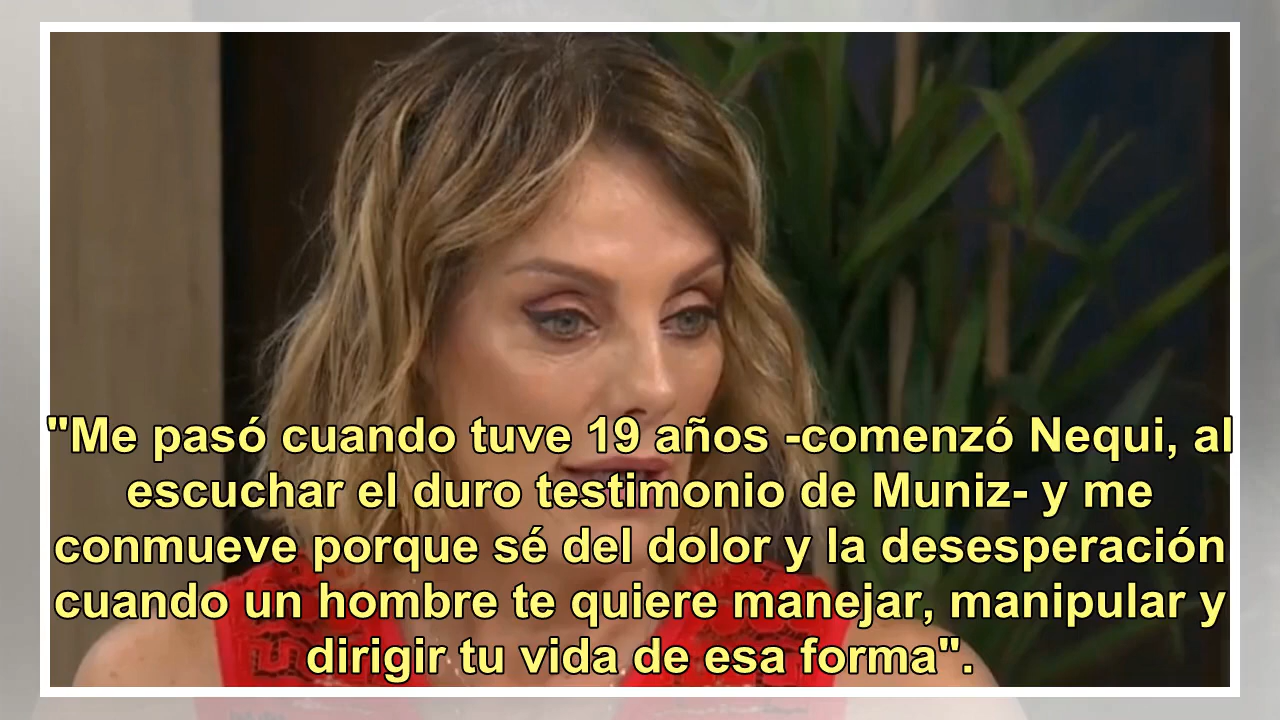 "Me pasó cuando tuve 19 años -comenzó Nequi, al
escuchar el duro testimonio de Muniz- y me
conmueve porque sé del dolor y la desesperación
cuando un hombre te quiere manejar, manipular y
dirigir tu vida de esa forma".